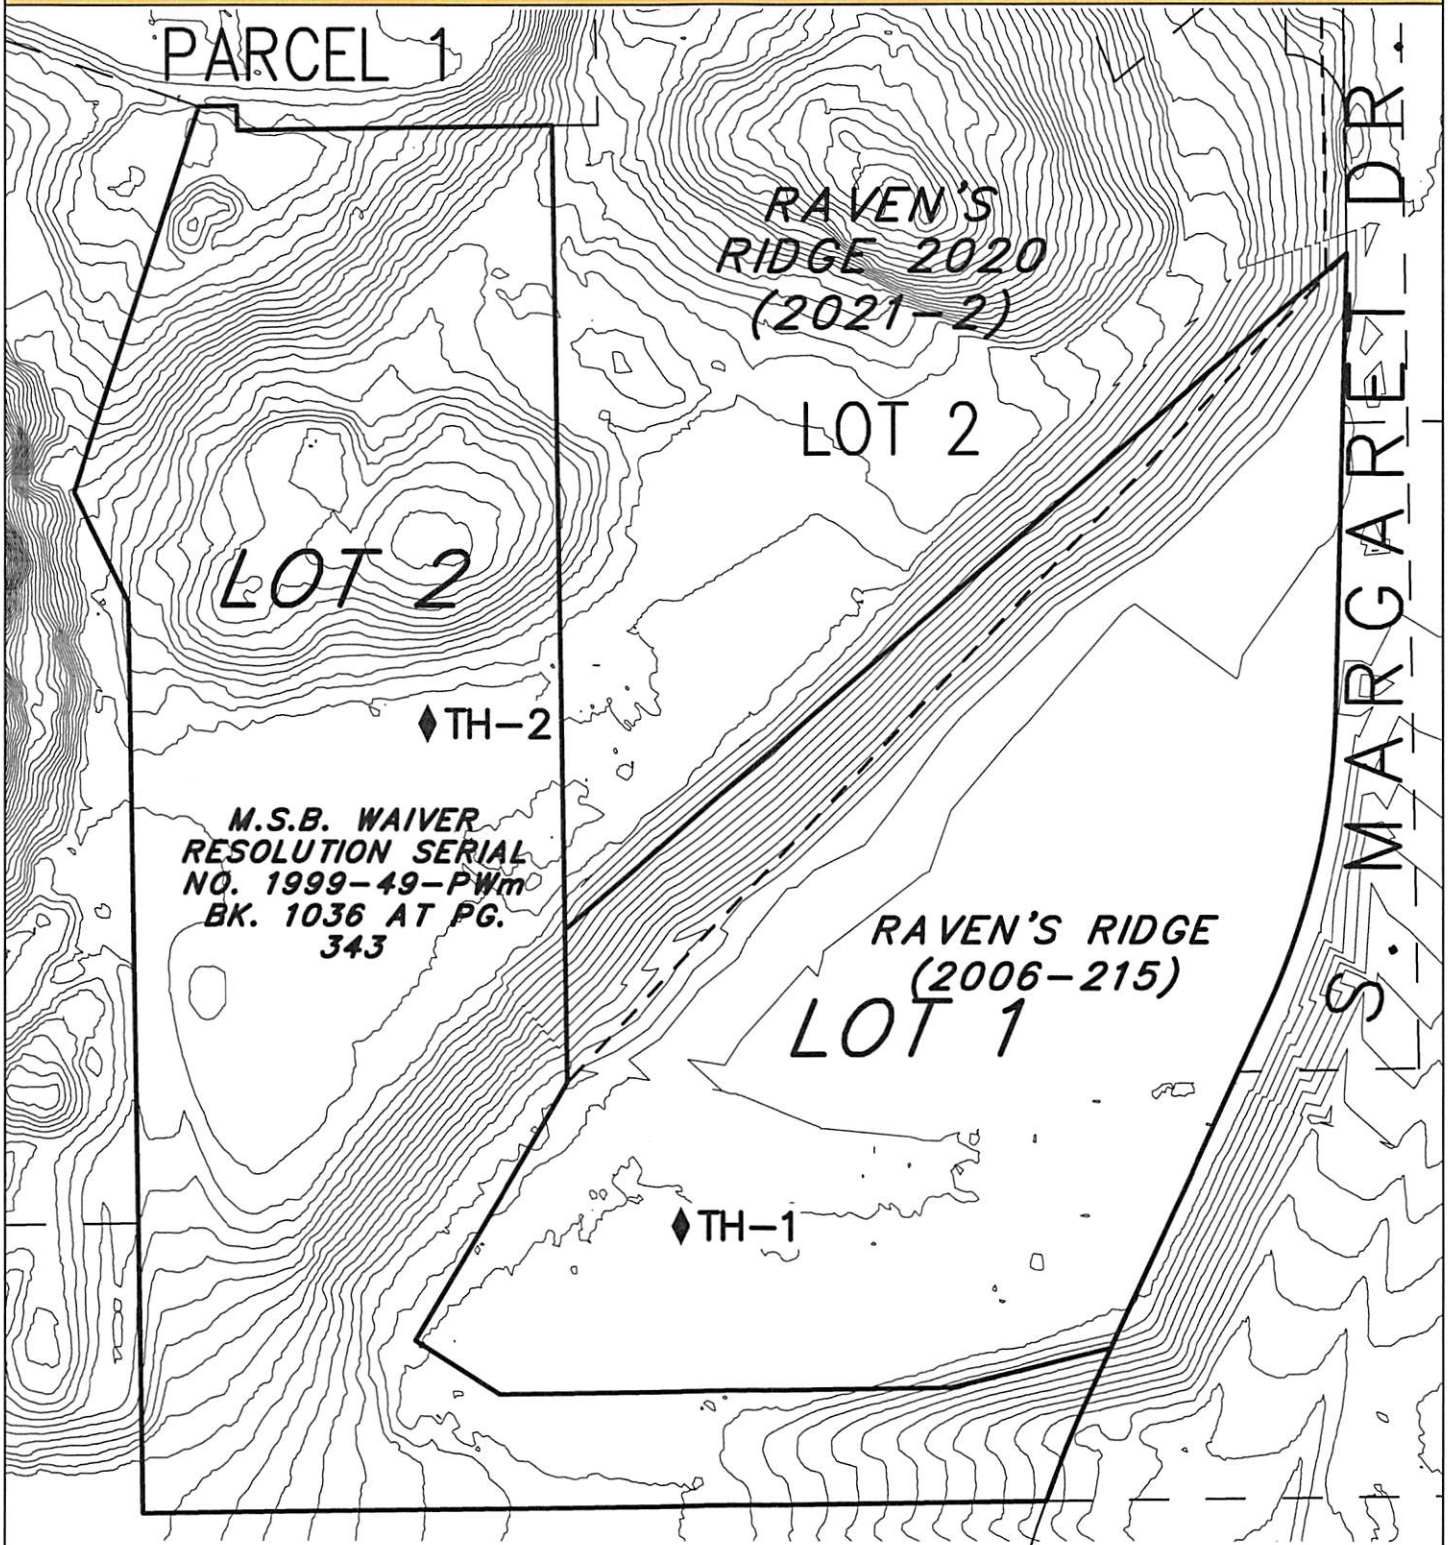 PARCEL 1
RAVEN'S
RIDGE 2020
(2021-2)
LOT 2
LOT 2
TH-2
M.S.B. WAIVER
RESOLUTION SERIAL
NO. 1999-49-PWm
BK. 1036 AT PG.
343
RAVEN'S RIDGE
(2006-215)
LOT 1
TH-1
S. MARGARET DR.